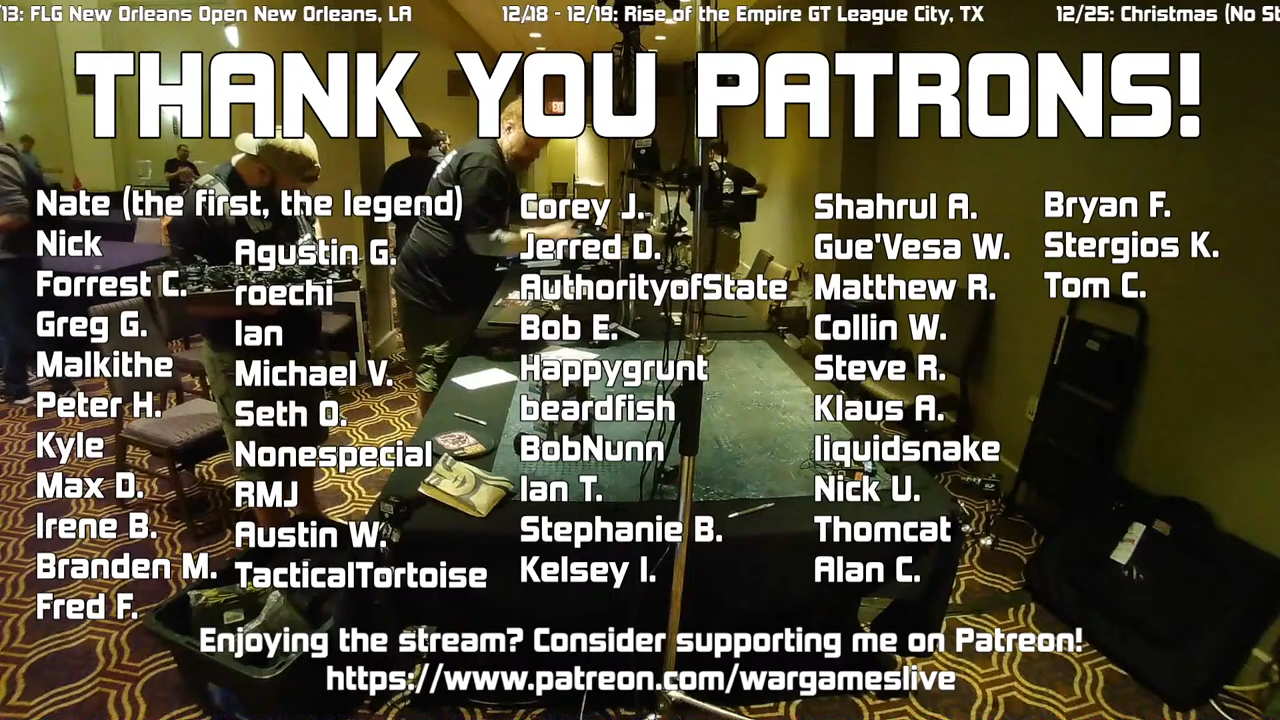 /13: FLG New Orleans Open New Orleans, LA 12/18 - 12/19: Rise of the Empire GT League City, TX 12/25: Christmas (No St
THANK YOU PATRONS!
Nate (the first, the legend)
Nick
Forrest C.
Greg G.
Malkithe
Peter H.
Kyle
Max D.
Irene B.
Branden M.
Fred F.
Agustin G.
roechi
Ian
Michael V.
Seth O.
Nonespecial
RMJ
Austin W.
TacticalTortoise
Corey J.
Jerred D.
AuthorityofState
Bob E.
Happygrunt
beardfish
BobNunn
Ian T.
Stephanie B.
Kelsey I.
Shahrul A.
Gue'Vesa W.
Matthew R.
Collin W.
Steve R.
Klaus A.
liquidsnake
Nick U.
Thomcat
Alan C.
Bryan F.
Stergios K.
Tom C.
Enjoying the stream? Consider supporting me on Patreon!
https://www.patreon.com/wargameslive
EXIT